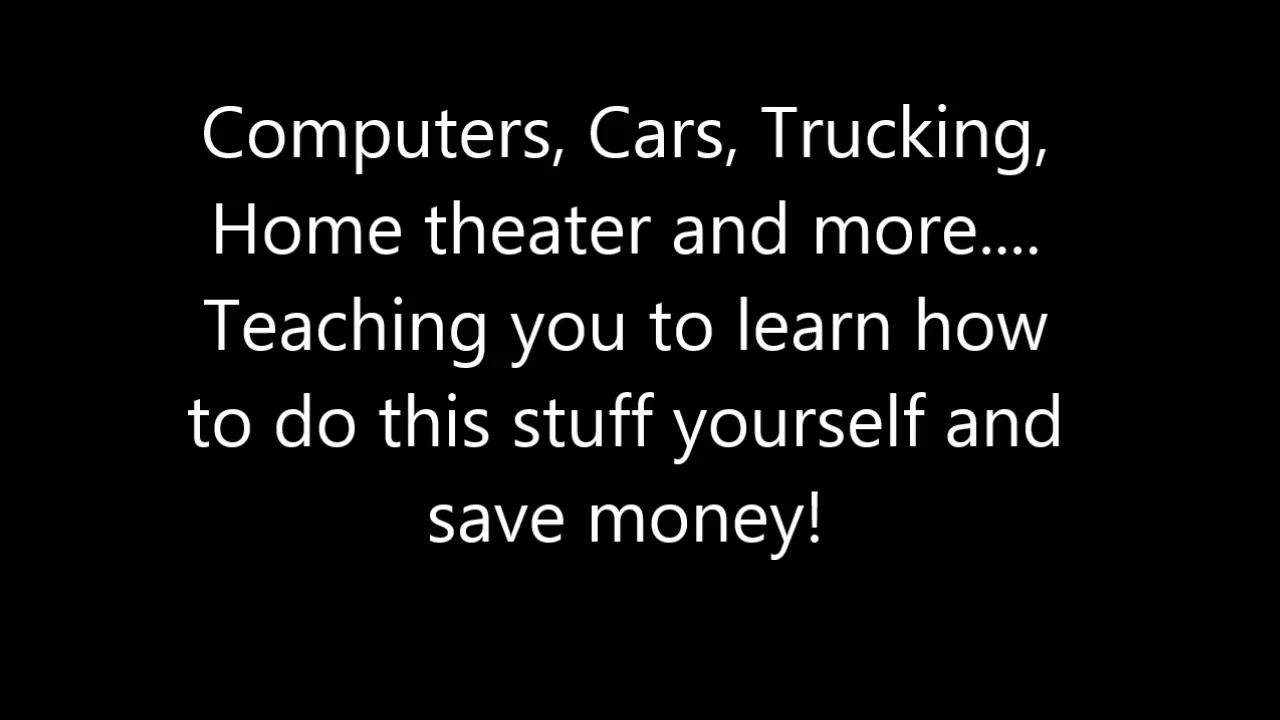 Computers, Cars, Trucking,
Home theater and more....
Teaching you to learn how
to do this stuff yourself and
save money!